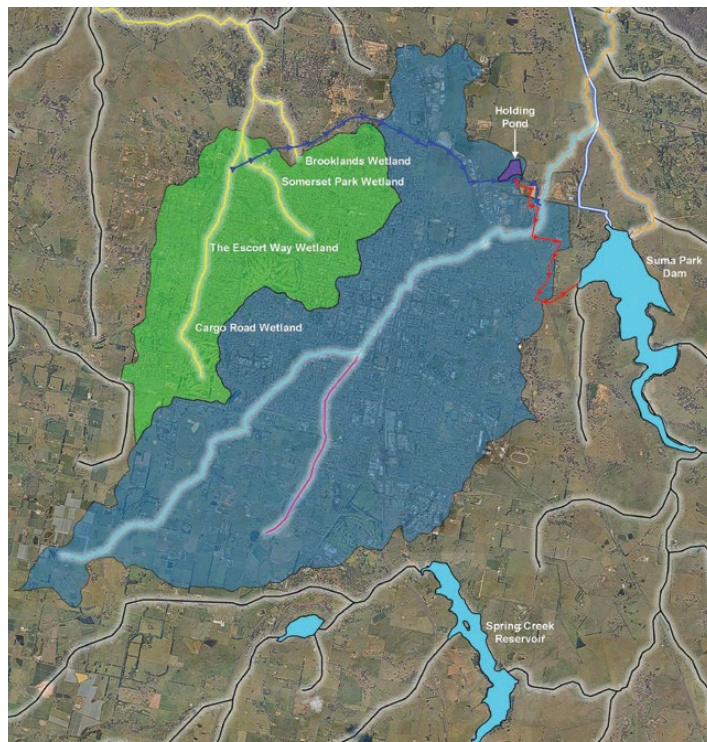 Holding
Pond
Brooklands Wetland
Somerset Park Wetland
The Escort Way Wetland
Suma Park
Dam
Cargo Road Wetland
Spring Creek
Reservoir